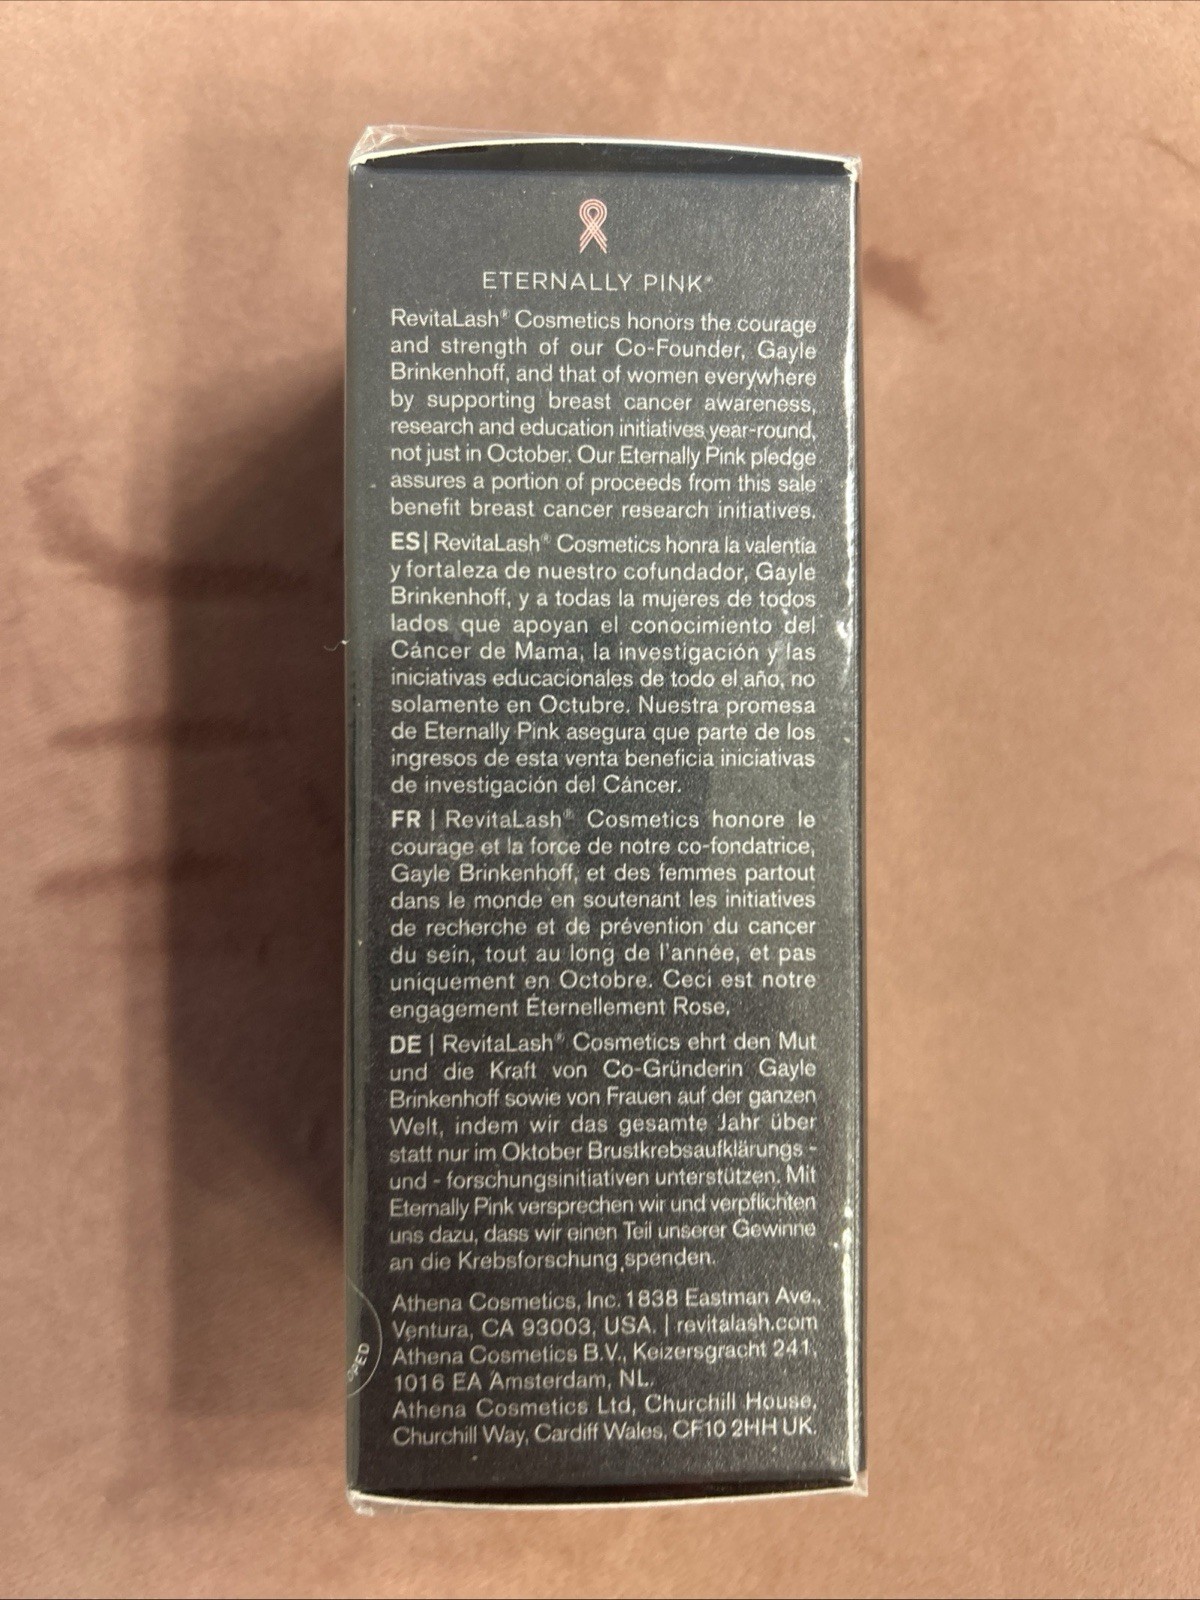 ETERNALLY PINK®
RevitaLash® Cosmetics honors the courage
and strength of our Co-Founder, Gayle
Brinkenhoff, and that of women everywhere
by supporting breast cancer awareness,
research and education initiatives year-round,
not just in October. Our Eternally Pink pledge
assures a portion of proceeds from this sale
benefit breast cancer research initiatives.
ES | RevitaLash® Cosmetics honra la valentía
y fortaleza de nuestro cofundador, Gayle
Brinkenhoff, y a todas la mujeres de todos
lados que apoyan el conocimiento del
Cáncer de Mama, la investigación y las
iniciativas educacionales de todo el año, no
solamente en Octubre. Nuestra promesa
de Eternally Pink asegura que parte de los
ingresos de esta venta beneficia iniciativas
de investigación del Cáncer.
FR | RevitaLash® Cosmetics honore le
courage et la force de notre co-fondatrice,
Gayle Brinkenhoff, et des femmes partout
dans le monde en soutenant les initiatives
de recherche et de prévention du cancer
du sein, tout au long de l'année, et pas
uniquement en Octobre. Ceci est notre
engagement Éternellement Rose.
DE | RevitaLash® Cosmetics ehrt den Mut
und die Kraft von Co-Gründerin Gayle
Brinkenhoff sowie von Frauen auf der ganzen
Welt, indem wir das gesamte Jahr über
statt nur im Oktober Brustkrebsaufklärungs -
und - forschungsinitiativen unterstützen. Mit
Eternally Pink versprechen wir und verpflichten
uns dazu, dass wir einen Teil unserer Gewinne
an die Krebsforschung spenden.
Athena Cosmetics, Inc. 1838 Eastman Ave.,
Ventura, CA 93003, USA. | revitalash.com
Athena Cosmetics B.V., Keizersgracht 241,
1016 EA Amsterdam, NL.
Athena Cosmetics Ltd, Churchill House,
Churchill Way, Cardiff Wales, CF10 2HH UK.